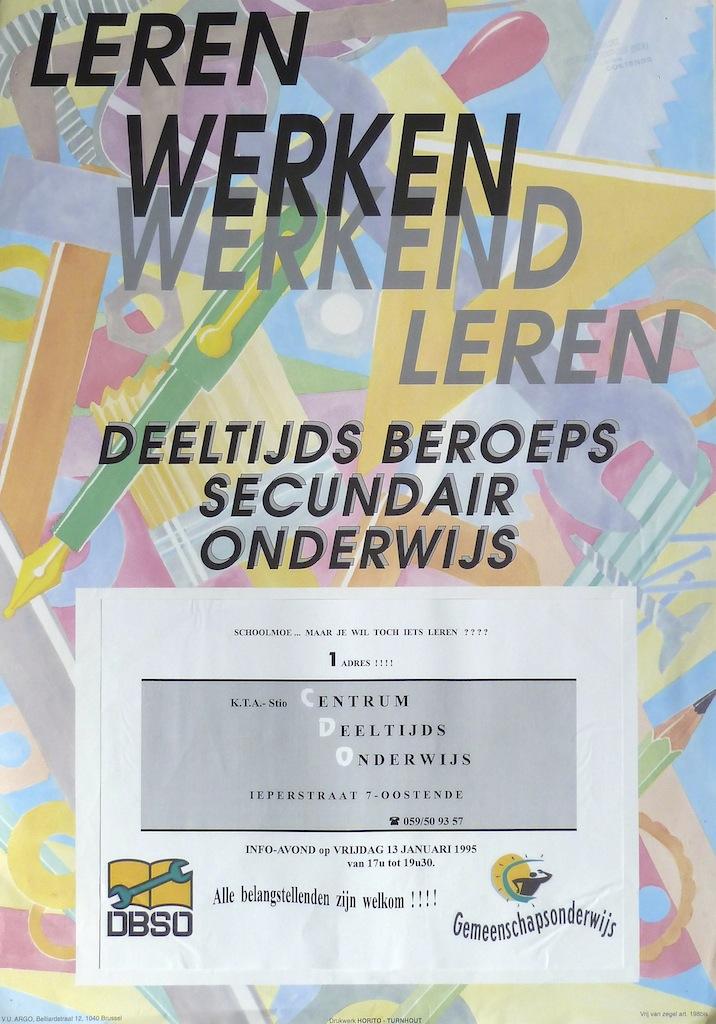 LEREN
WERKEN
WERKEND
LEREN
DEELTIJDS BEROEPS
SECUNDAIR
ONDERWIJS
SCHOOLMOE ... MAAR JE WIL TOCH IETS LEREN ????
1 ADRES !!!!
K.T.A.- Stio CENTRUM
DEELTIJDS
ONDERWIJS
IEPERSTRAAT 7-OOSTENDE
☎ 059/50 93 57
INFO-AVOND op VRIJDAG 13 JANUARI 1995
van 17u tot 19u30.
Alle belangstellenden zijn welkom !!!!
DBSO
Gemeenschapsonderwijs
V.U. ARGO, Belliardstraat 12, 1040 Brussel
Drukwerk HORITO - TURNHOUT
Vrij van zegel art. 198bis